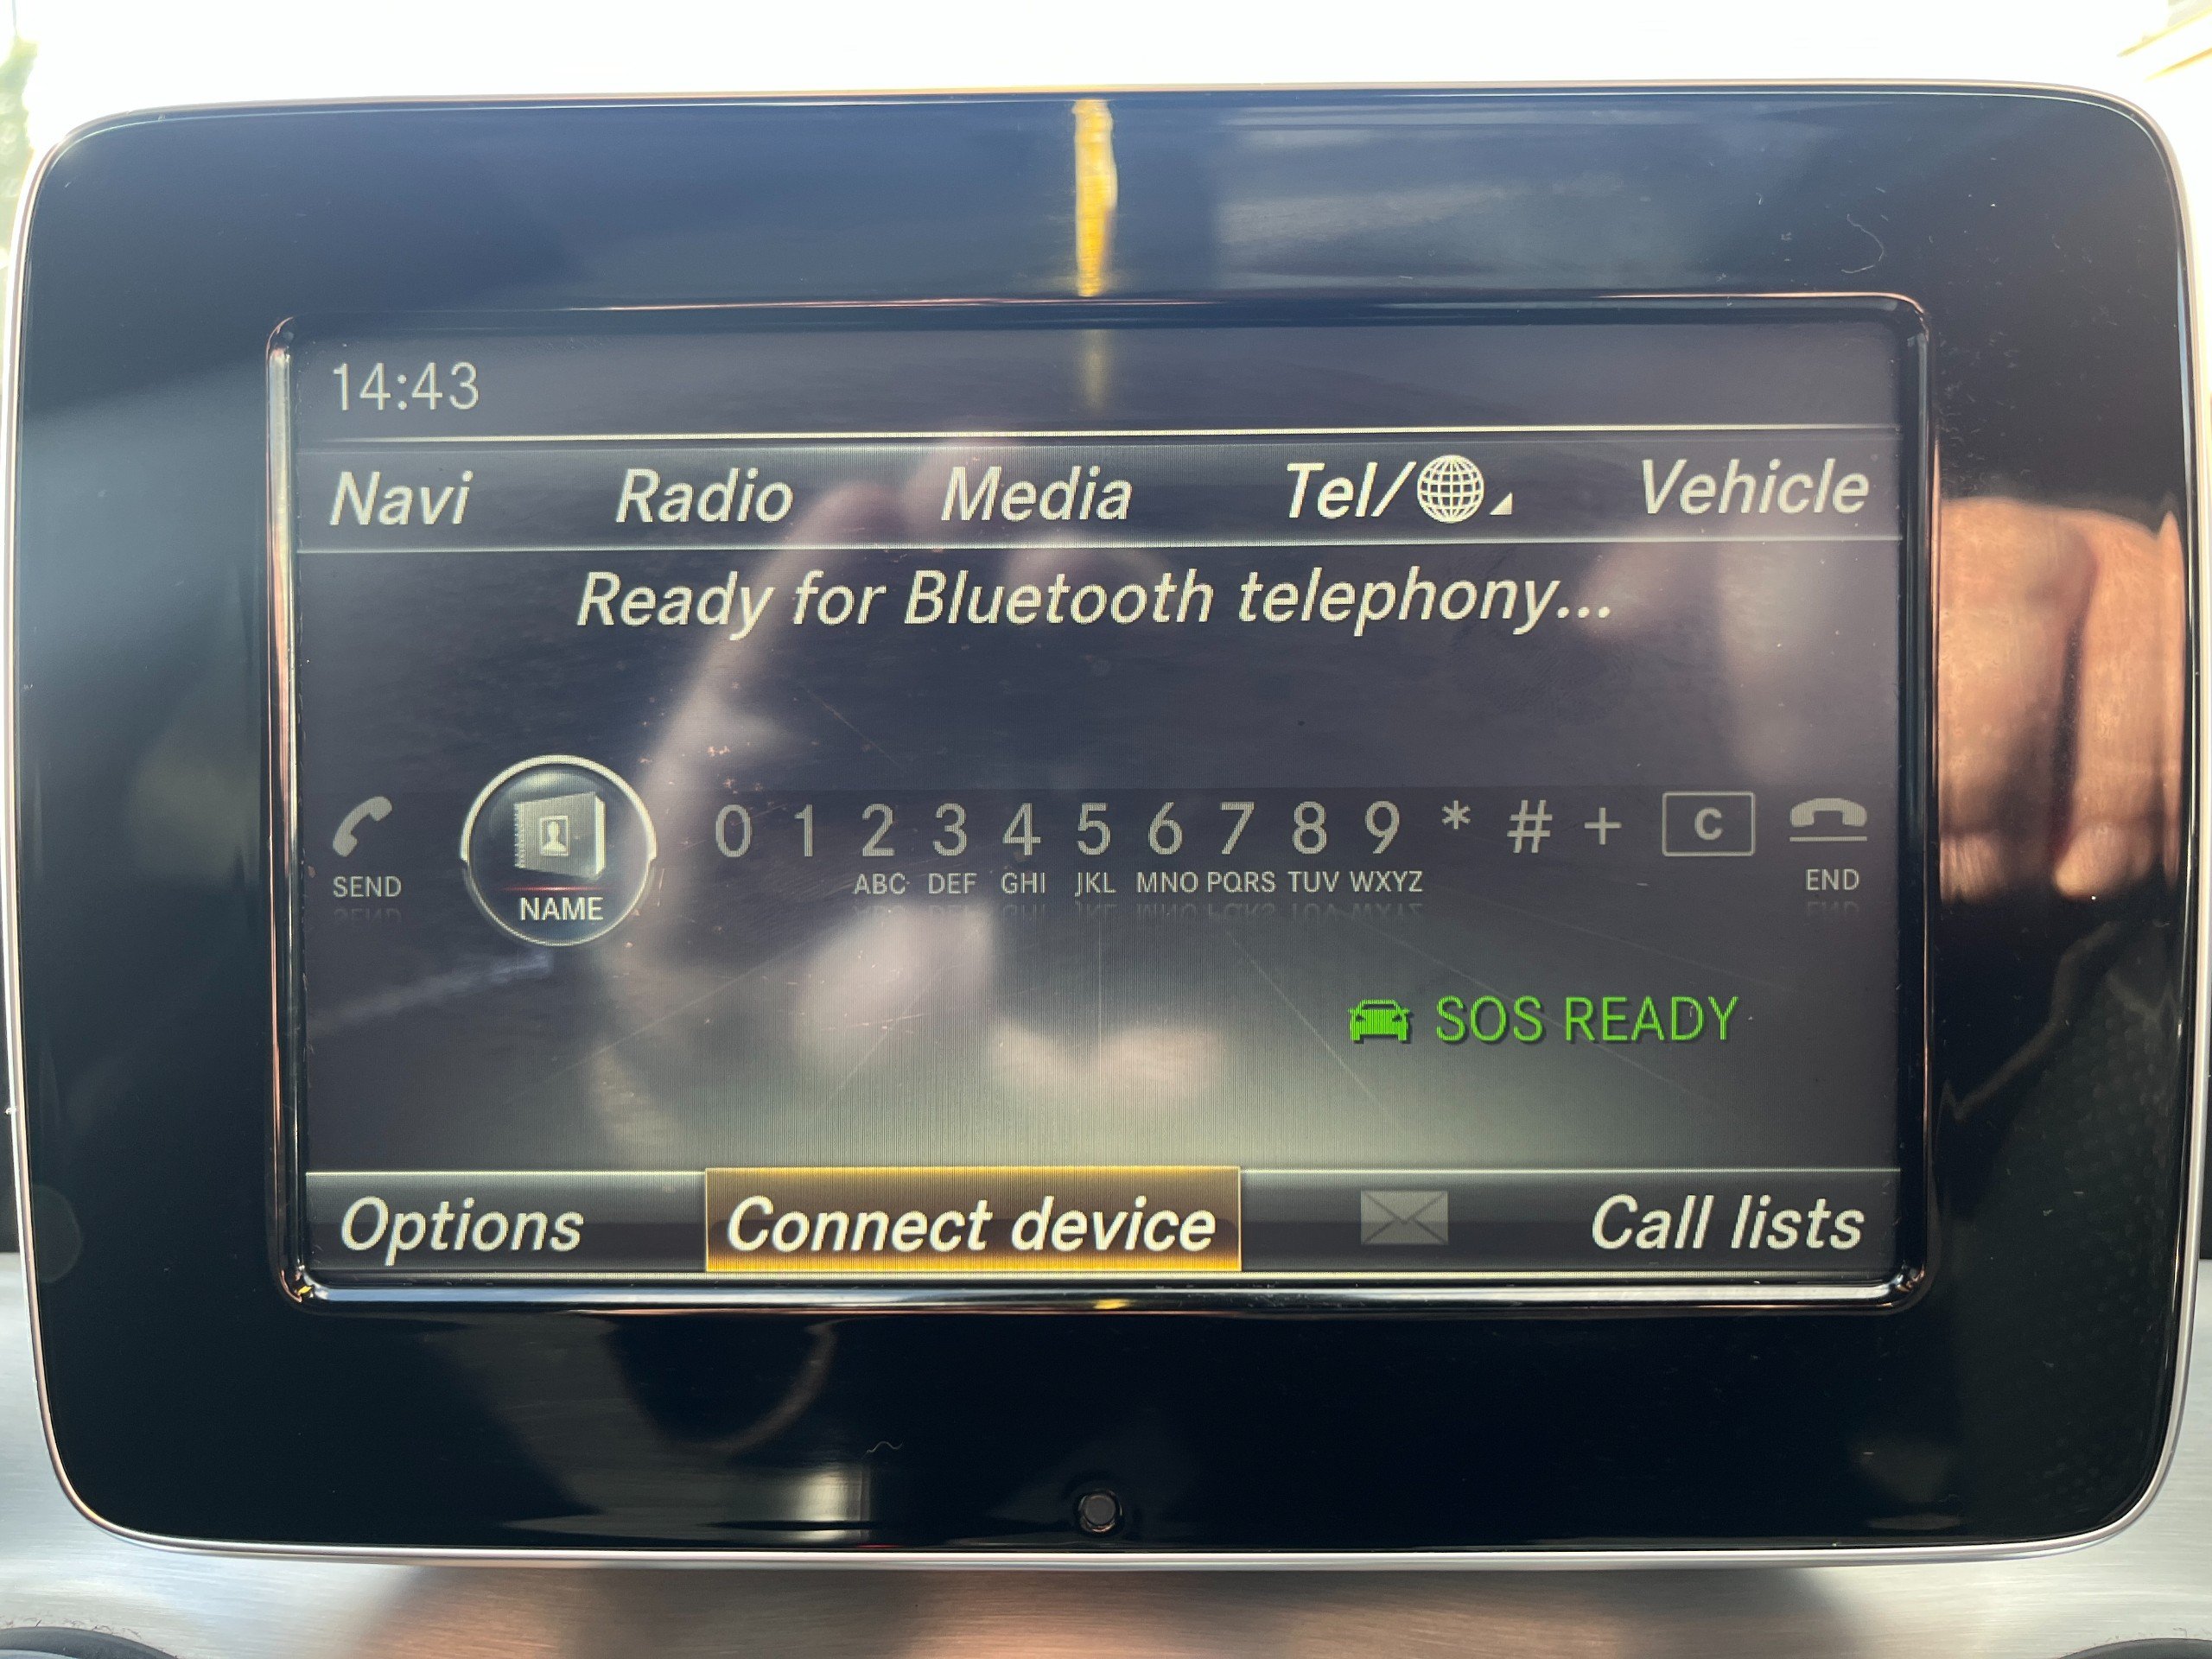 14:43
Navi Radio Media Tel/ Vehicle
Ready for Bluetooth telephony...
0 1 2 3 4 5 6 7 8 9 * # + C
SEND NAME ABC DEF GHI JKL MNO PQRS TUV WXYZ END
SOS READY
Options Connect device Call lists